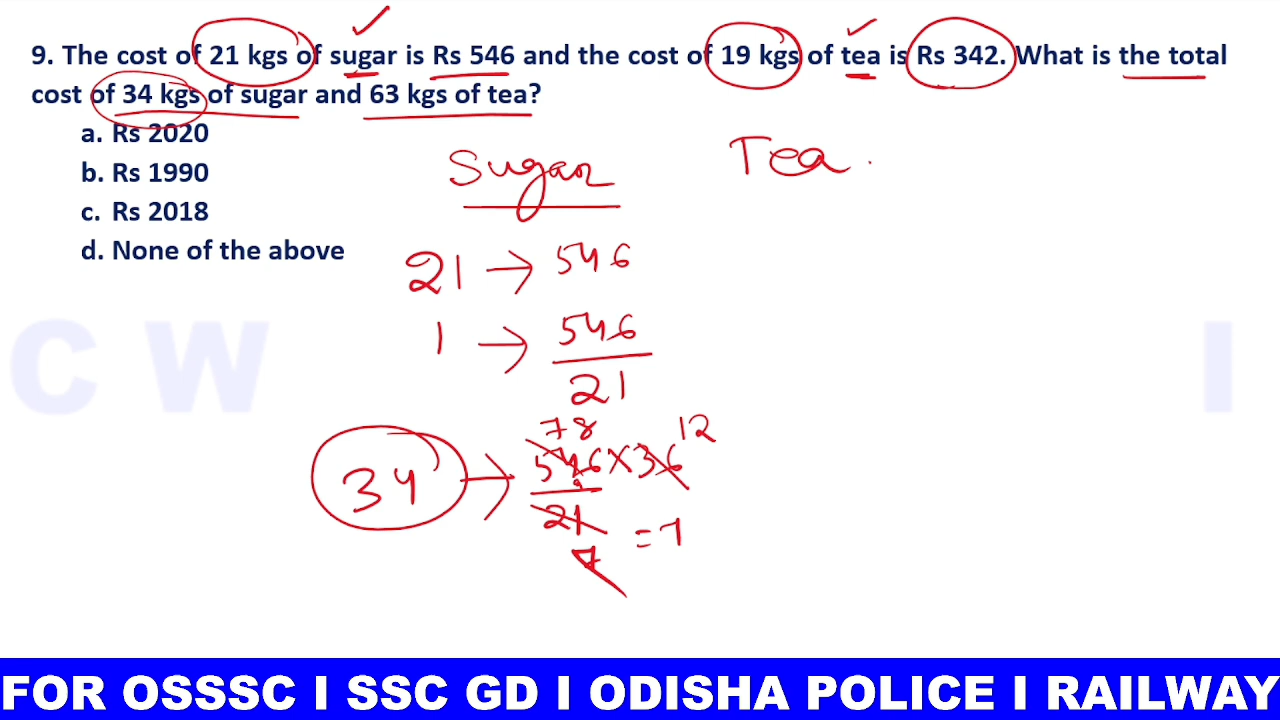 9. The cost of 21 kgs of sugar is Rs 546 and the cost of 19 kgs of tea is Rs 342. What is the total
cost of 34 kgs of sugar and 63 kgs of tea?
a. Rs 2020
b. Rs 1990
c. Rs 2018
d. None of the above
Sugar
Tea
21 → 546
1 → 546
21
78 12
34 → 546 × 36
21
7
= 7
C W I
FOR OSSSC I SSC GD I ODISHA POLICE I RAILWAY